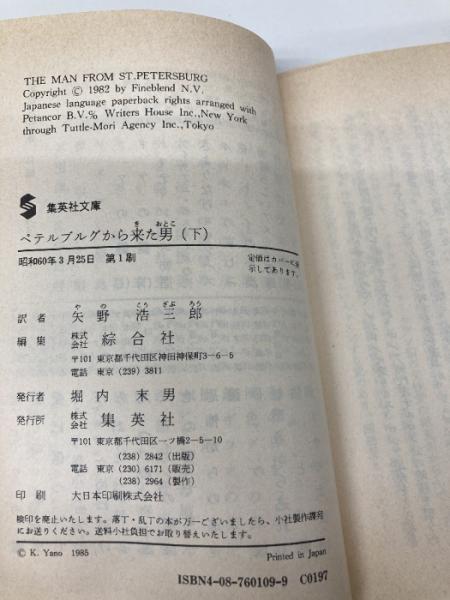 THE MAN FROM ST.PETERSBURG
Copyright © 1982 by Fineblend N.V.
Japanese language paperback rights arranged with
Petancor B.V.% Writers House Inc.,New York
through Tuttle-Mori Agency Inc.,Tokyo
集英社文庫
ペテルブルグから来た男(下)
き おとこ
昭和60年3月25日 第1刷
定価はカバーに表
示してあります。
や の こう ざぶ ろう
訳者 矢野浩三郎
編集 株式会社 綜合社
〒101 東京都千代田区神田神保町3-6-5
電話 東京(239)3811
発行者 堀内末男
発行所 株式会社 集英社
〒101 東京都千代田区一ツ橋2-5-10
(238)2842(出版)
電話 東京(230)6171(販売)
(238)2964(製作)
印刷 大日本印刷株式会社
検印を廃止いたします。落丁・乱丁の本が万一ございましたら、小社製作課宛
にお送りください。送料小社負担でお取り替えいたします。
© K. Yano 1985
Printed in Japan
ISBN4-08-760109-9 C0197